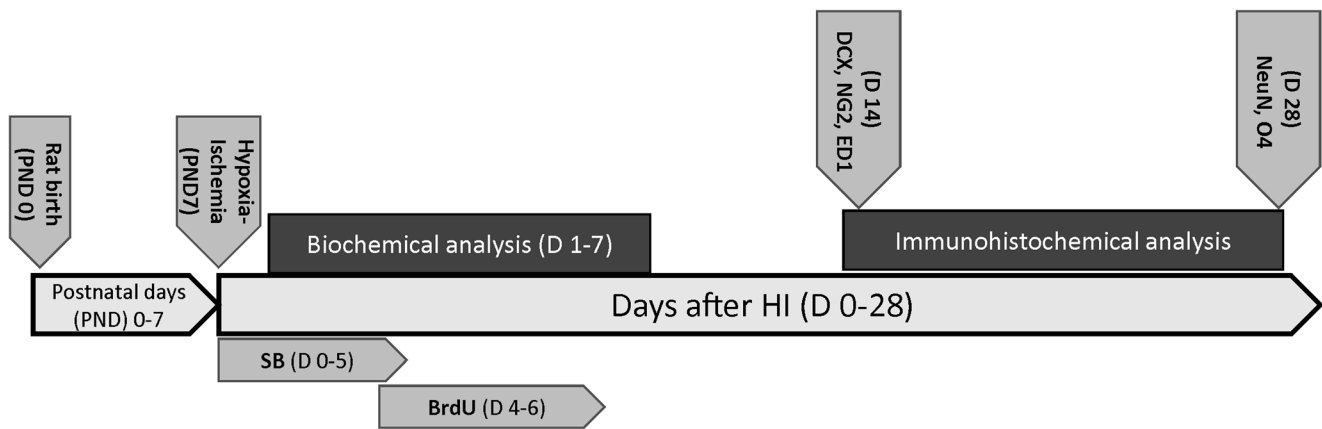 Rat birth
(PND 0)
Hypoxia-
Ischemia
(PND7)
(D 14)
DCX, NG2, ED1
(D 28)
NeuN, O4
Biochemical analysis (D 1-7)
Immunohistochemical analysis
Postnatal days
(PND) 0-7
Days after HI (D 0-28)
SB (D 0-5)
BrdU (D 4-6)